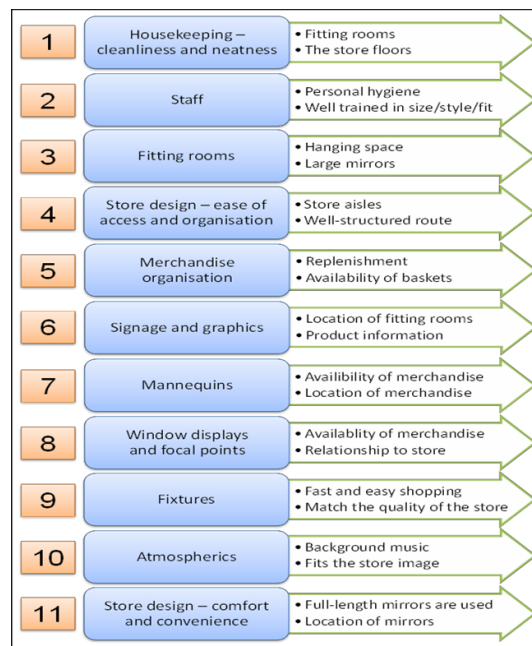 1
Housekeeping –
cleanliness and neatness
• Fitting rooms
• The store floors
2
Staff
• Personal hygiene
• Well trained in size/style/fit
3
Fitting rooms
• Hanging space
• Large mirrors
4
Store design – ease of
access and organisation
• Store aisles
• Well-structured route
5
Merchandise
organisation
• Replenishment
• Availability of baskets
6
Signage and graphics
• Location of fitting rooms
• Product information
7
Mannequins
• Availibility of merchandise
• Location of merchandise
8
Window displays
and focal points
• Availablity of merchandise
• Relationship to store
9
Fixtures
• Fast and easy shopping
• Match the quality of the store
10
Atmospherics
• Background music
• Fits the store image
11
Store design – comfort
and convenience
• Full-length mirrors are used
• Location of mirrors